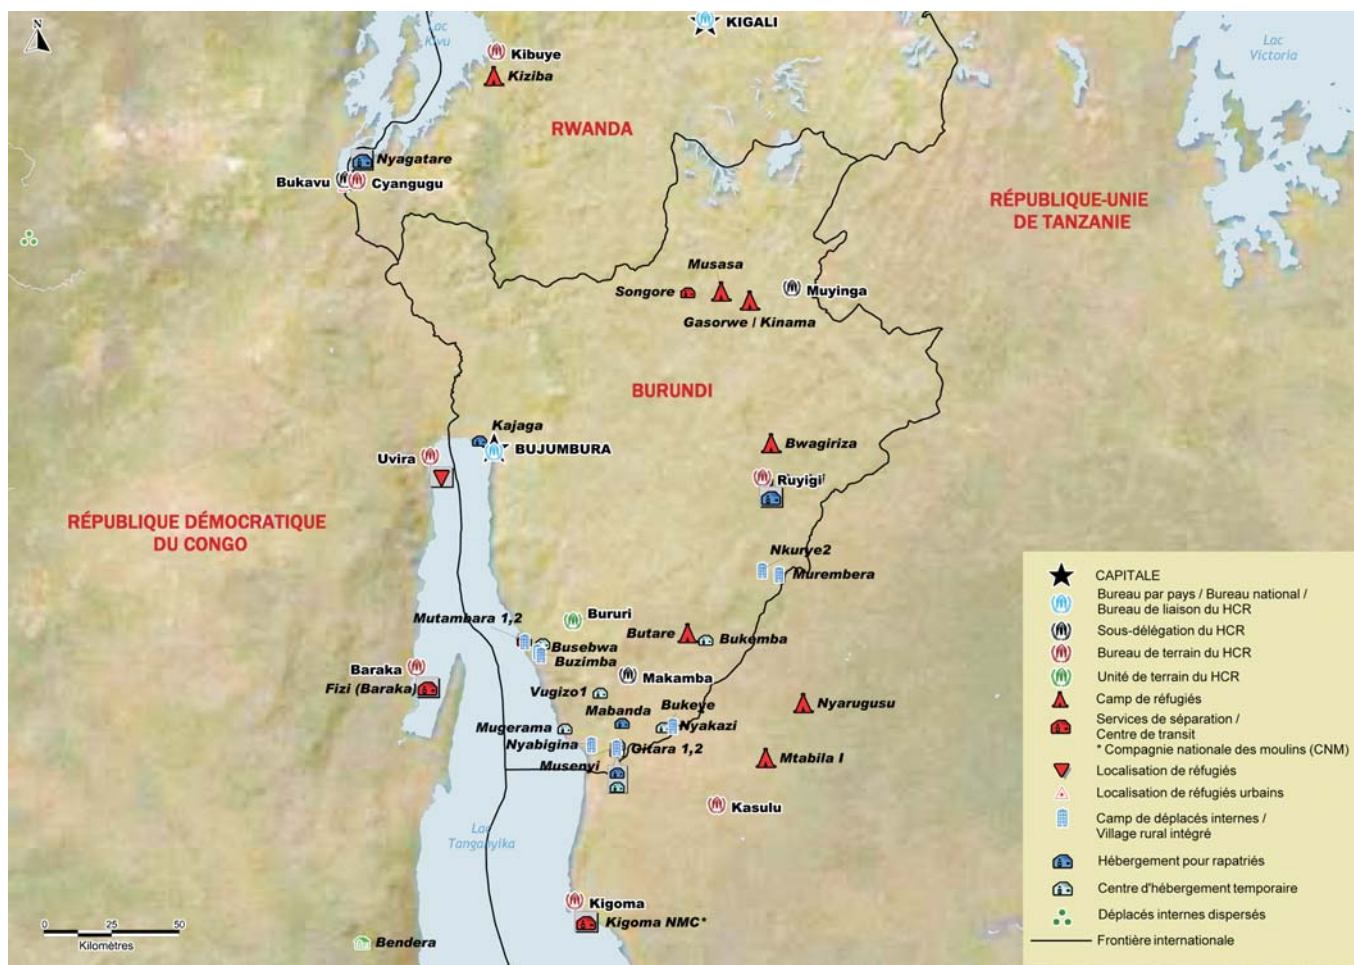 N
Lac
Kivu
KIGALI
Lac
Victoria
Kibuye
Kiziba
RWANDA
Nyagatare
Bukavu
Cyangugu
RÉPUBLIQUE-UNIE
DE TANZANIE
Musasa
Songore
Muyinga
Gasorwe / Kinama
BURUNDI
Kajaga
BUJUMBURA
Bwagiriza
Uvira
Ruyigi
RÉPUBLIQUE DÉMOCRATIQUE
DU CONGO
Nkurye2
Murembera
Mutambara 1,2
Bururi
Butare
Bukemba
Busebwa
Buzimba
Baraka
Fizi (Baraka)
Makamba
Vugizo1
Bukeye
Nyarugusu
Mabanda
Mugerama
Nyakazi
Nyabigina
Gitara 1,2
Musenyi
Mtabila I
Kasulu
Lac
Tanganyika
Kigoma
Kigoma NMC*
Bendera
0 25 50
Kilomètres
CAPITALE
Bureau par pays / Bureau national /
Bureau de liaison du HCR
Sous-délégation du HCR
Bureau de terrain du HCR
Unité de terrain du HCR
Camp de réfugiés
Services de séparation /
Centre de transit
* Compagnie nationale des moulins (CNM)
Localisation de réfugiés
Localisation de réfugiés urbains
Camp de déplacés internes /
Village rural intégré
Hébergement pour rapatriés
Centre d'hébergement temporaire
Déplacés internes dispersés
Frontière internationale